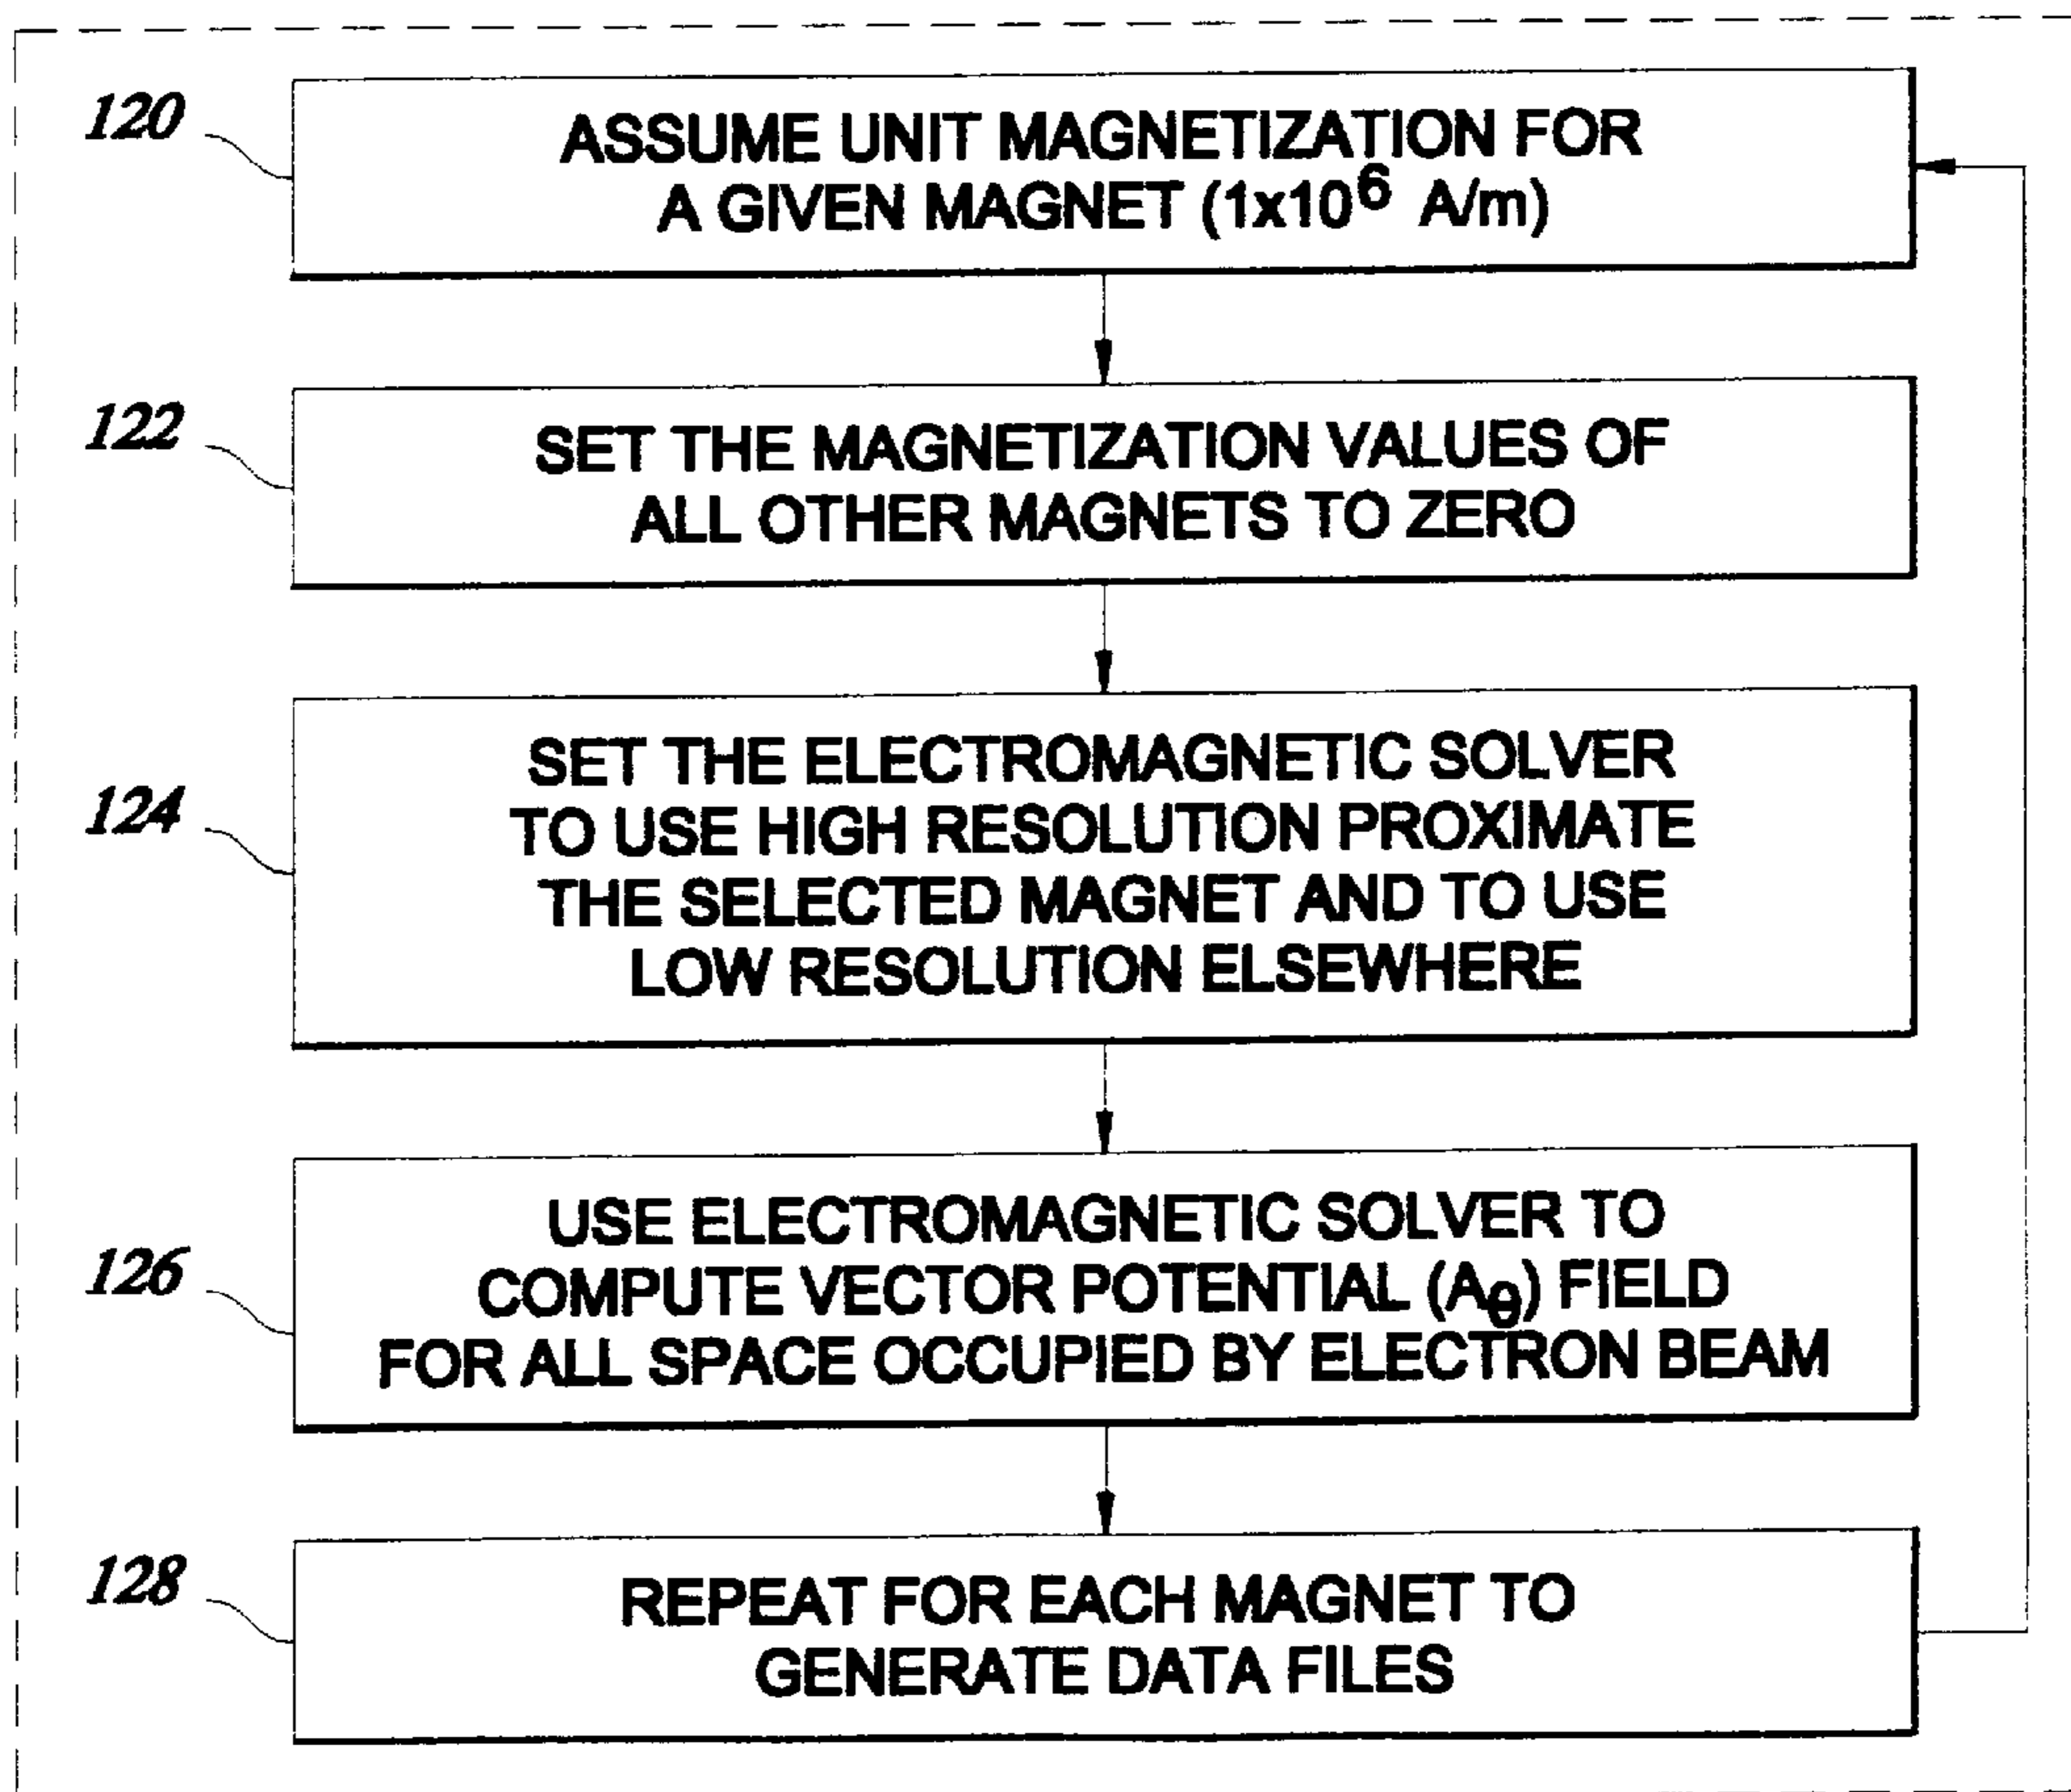 120
ASSUME UNIT MAGNETIZATION FOR
A GIVEN MAGNET (1x10⁶ A/m)
122
SET THE MAGNETIZATION VALUES OF
ALL OTHER MAGNETS TO ZERO
124
SET THE ELECTROMAGNETIC SOLVER
TO USE HIGH RESOLUTION PROXIMATE
THE SELECTED MAGNET AND TO USE
LOW RESOLUTION ELSEWHERE
126
USE ELECTROMAGNETIC SOLVER TO
COMPUTE VECTOR POTENTIAL (Aθ) FIELD
FOR ALL SPACE OCCUPIED BY ELECTRON BEAM
128
REPEAT FOR EACH MAGNET TO
GENERATE DATA FILES